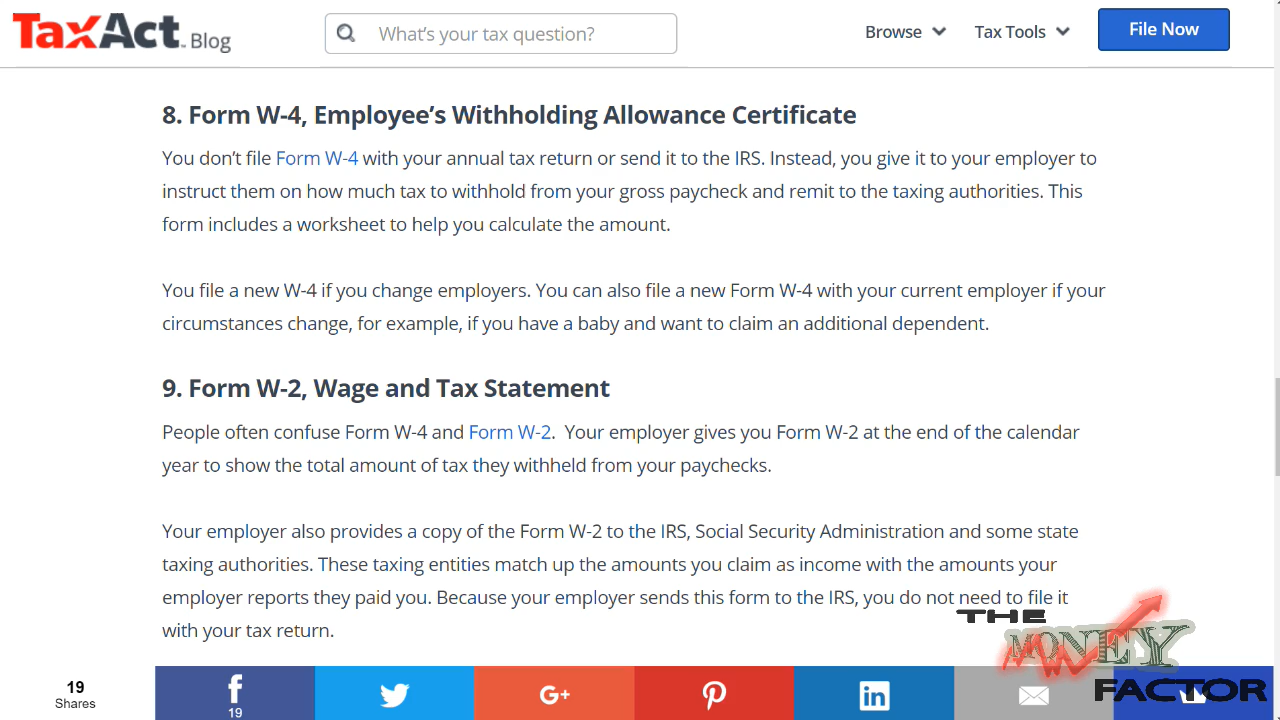 TaxAct Blog
What's your tax question?
Browse
Tax Tools
File Now
8. Form W-4, Employee’s Withholding Allowance Certificate
You don’t file Form W-4 with your annual tax return or send it to the IRS. Instead, you give it to your employer to
instruct them on how much tax to withhold from your gross paycheck and remit to the taxing authorities. This
form includes a worksheet to help you calculate the amount.
You file a new W-4 if you change employers. You can also file a new Form W-4 with your current employer if your
circumstances change, for example, if you have a baby and want to claim an additional dependent.
9. Form W-2, Wage and Tax Statement
People often confuse Form W-4 and Form W-2.  Your employer gives you Form W-2 at the end of the calendar
year to show the total amount of tax they withheld from your paychecks.
Your employer also provides a copy of the Form W-2 to the IRS, Social Security Administration and some state
taxing authorities. These taxing entities match up the amounts you claim as income with the amounts your
employer reports they paid you. Because your employer sends this form to the IRS, you do not need to file it
with your tax return.
THE
MONEY
FACTOR
19
Shares
f
19
G+
in